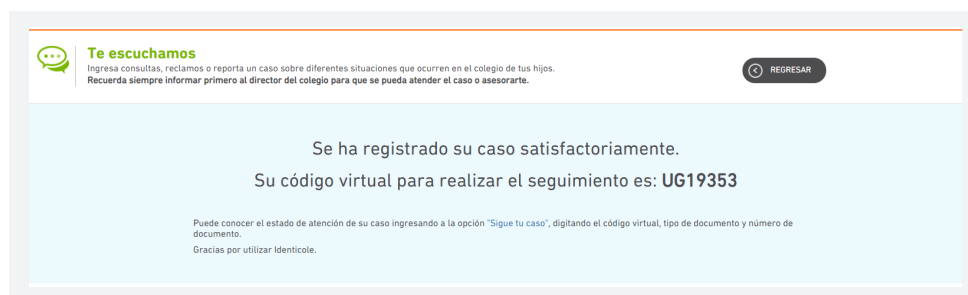 Te escuchamos
Ingresa consultas, reclamos o reporta un caso sobre diferentes situaciones que ocurren en el colegio de tus hijos.
Recuerda siempre informar primero al director del colegio para que se pueda atender el caso o asesorarte.
REGRESAR
Se ha registrado su caso satisfactoriamente.
Su código virtual para realizar el seguimiento es: UG19353
Puede conocer el estado de atención de su caso ingresando a la opción "Sigue tu caso", digitando el código virtual, tipo de documento y número de
documento.
Gracias por utilizar Identicole.